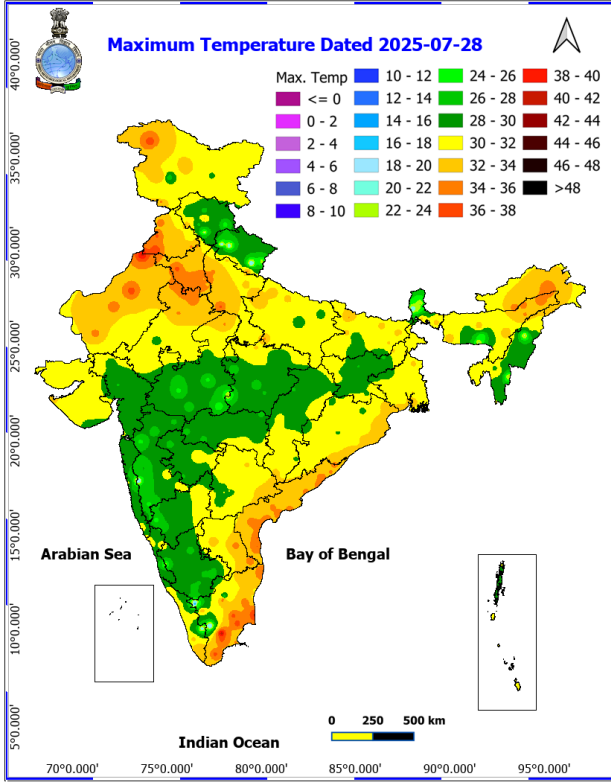 Maximum Temperature Dated 2025-07-28
Max. Temp
<= 0
0 - 2
2 - 4
4 - 6
6 - 8
8 - 10
10 - 12
12 - 14
14 - 16
16 - 18
18 - 20
20 - 22
22 - 24
24 - 26
26 - 28
28 - 30
30 - 32
32 - 34
34 - 36
36 - 38
38 - 40
40 - 42
42 - 44
44 - 46
46 - 48
>48
40°0.000'
35°0.000'
30°0.000'
25°0.000'
20°0.000'
15°0.000'
10°0.000'
5°0.000'
Arabian Sea
Bay of Bengal
Indian Ocean
0 250 500 km
70°0.000' 75°0.000' 80°0.000' 85°0.000' 90°0.000' 95°0.000'